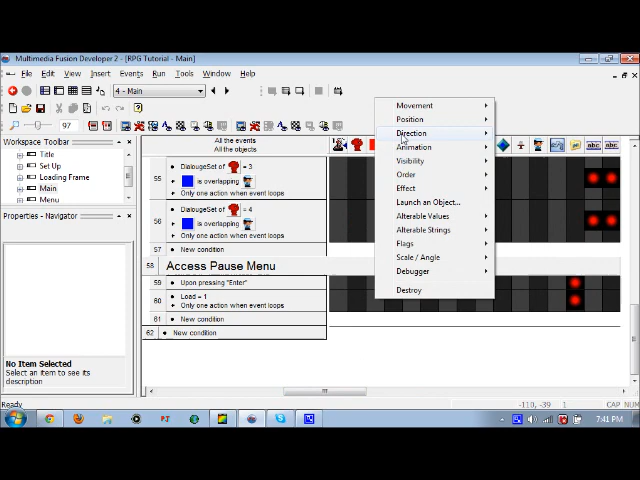 Multimedia Fusion Developer 2 - [RPG Tutorial - Main]
File Edit View Insert Events Run Tools Window Help
4 - Main
97
Workspace Toolbar
Title
Set Up
Loading Frame
Main
Menu
Properties - Navigator
No Item Selected
Select an item to see its
description
All the events
All the objects
55
DialougeSet of = 3
is overlapping
Only one action when event loops
56
DialougeSet of = 4
is overlapping
Only one action when event loops
57 New condition
58 Access Pause Menu
59 Upon pressing "Enter"
60 Load = 1
Only one action when event loops
61 New condition
62 New condition
Movement
Position
Direction
Animation
Visibility
Order
Effect
Launch an Object...
Alterable Values
Alterable Strings
Flags
Scale / Angle
Debugger
Destroy
abc abc
Ready
-110, -39 1 CAP NUM
7:41 PM